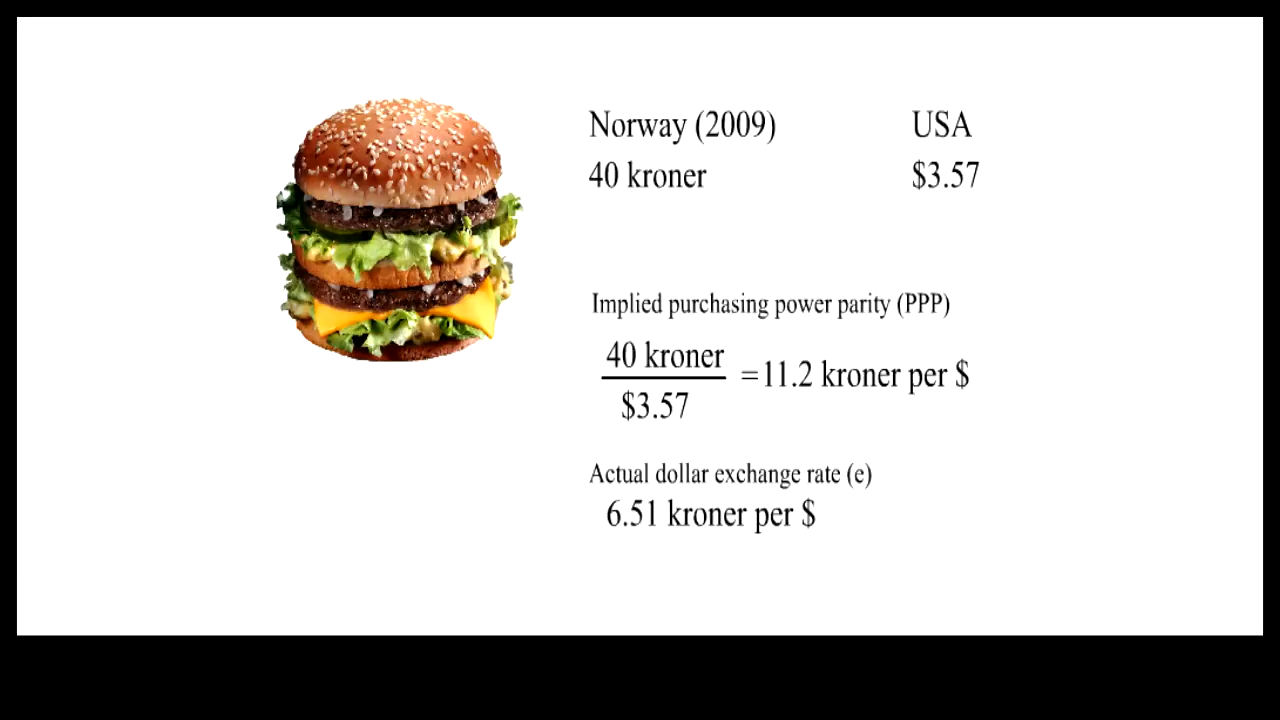 Norway (2009) USA
40 kroner $3.57
Implied purchasing power parity (PPP)
40 kroner
$3.57
=11.2 kroner per $
Actual dollar exchange rate (e)
6.51 kroner per $